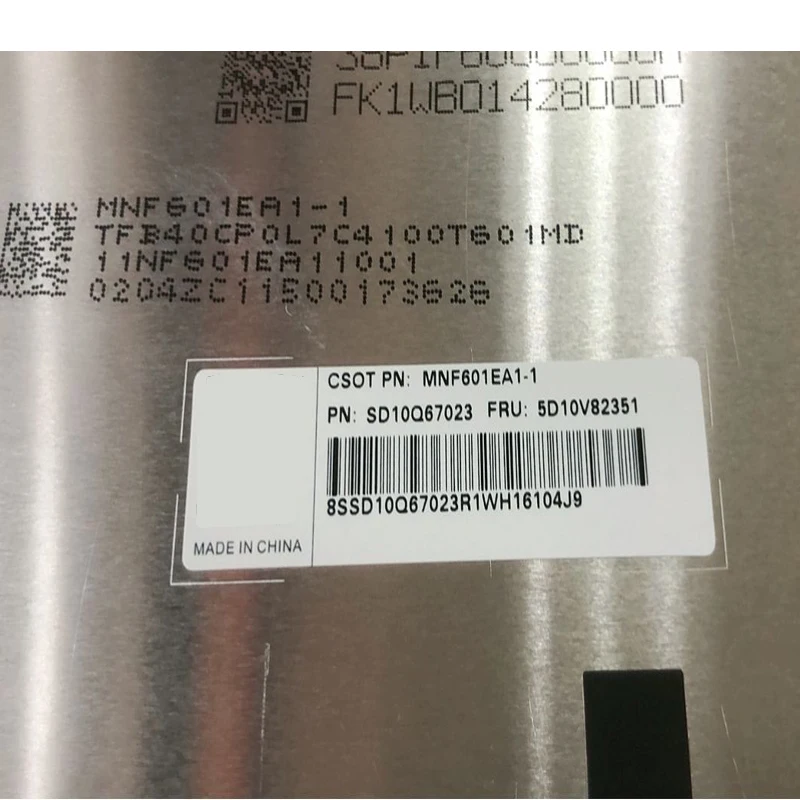 FK1WB014280000
MNF601EA1-1
TFB40CP0L7C4100T601MD
11NF601EA11001
0204ZC11500173626
CSOT PN: MNF601EA1-1
PN: SD10Q67023 FRU: 5D10V82351
8SSD10Q67023R1WH16104J9
MADE IN CHINA